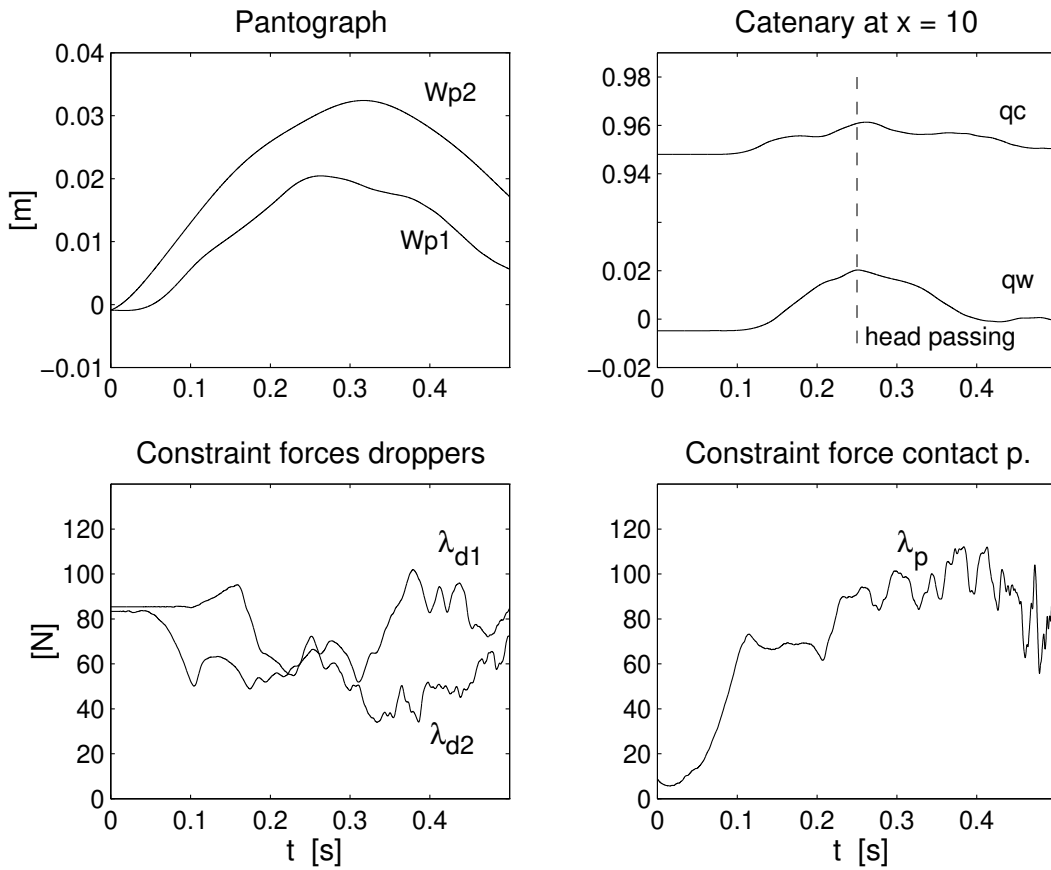 Pantograph
0.04
0.03
0.02
0.01
0
−0.01
[m]
Wp2
Wp1
0
0.1
0.2
0.3
0.4
Catenary at x = 10
0.98
0.96
0.94
0.02
0
−0.02
qc
qw
head passing
0
0.1
0.2
0.3
0.4
Constraint forces droppers
120
100
80
60
40
20
0
[N]
λd1
λd2
0
0.1
0.2
0.3
0.4
t [s]
Constraint force contact p.
120
100
80
60
40
20
0
λp
0
0.1
0.2
0.3
0.4
t [s]